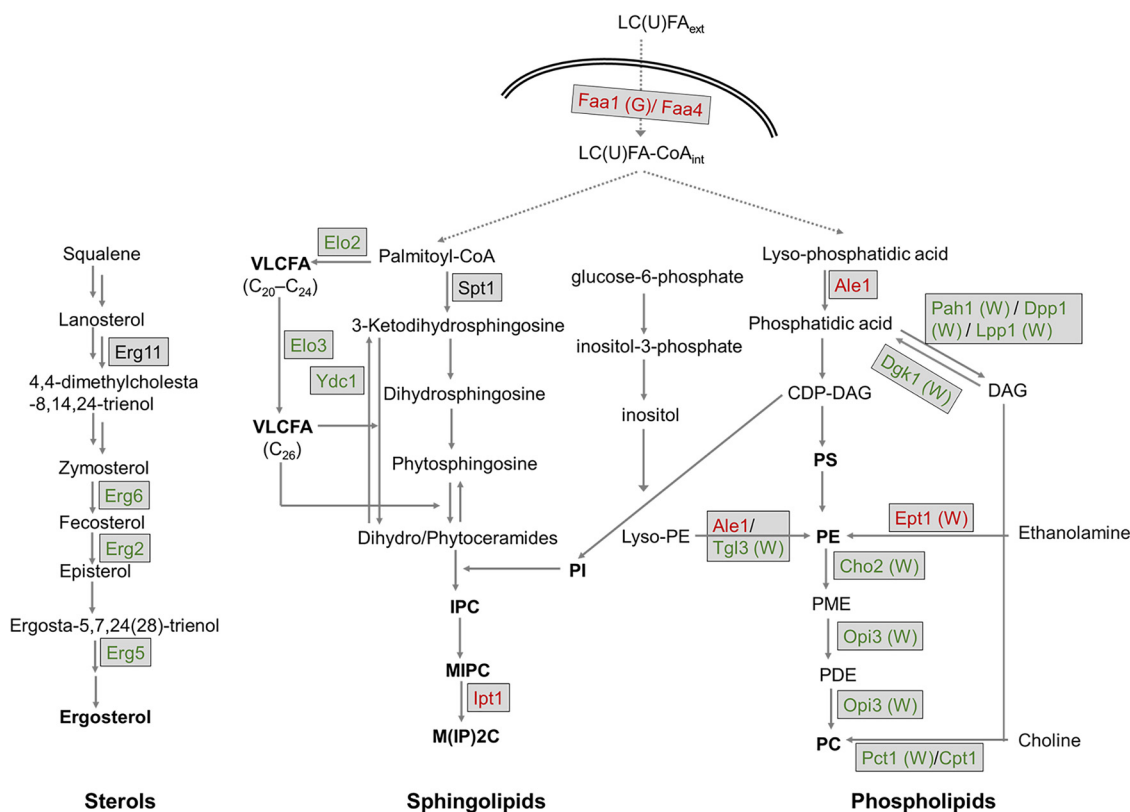 LC(U)FAext
Faa1 (G)/ Faa4
LC(U)FA-CoAint
Squalene
Lanosterol
Erg11
4,4-dimethylcholesta
-8,14,24-trienol
Zymosterol
Erg6
Fecosterol
Erg2
Episterol
Ergosta-5,7,24(28)-trienol
Erg5
Ergosterol
Sterols
Elo2
Palmitoyl-CoA
VLCFA
(C20–C24)
Spt1
3-Ketodihydrosphingosine
Elo3
Ydc1
Dihydrosphingosine
VLCFA
(C26)
Phytosphingosine
Dihydro/Phytoceramides
IPC
MIPC
Ipt1
M(IP)2C
Sphingolipids
glucose-6-phosphate
inositol-3-phosphate
inositol
PI
Lyso-phosphatidic acid
Ale1
Phosphatidic acid
Pah1 (W) / Dpp1
(W) / Lpp1 (W)
Dgk1 (W)
DAG
CDP-DAG
PS
Lyso-PE
Ale1/
Tgl3 (W)
PE
Ept1 (W)
Ethanolamine
Cho2 (W)
PME
Opi3 (W)
PDE
Opi3 (W)
PC
Choline
Pct1 (W)/Cpt1
Phospholipids